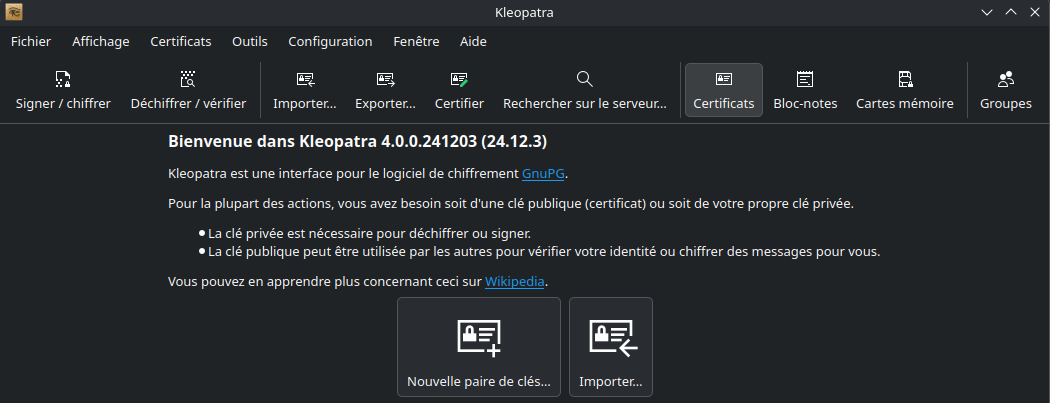 Kleopatra
Fichier Affichage Certificats Outils Configuration Fenêtre Aide
Signer / chiffrer Déchiffrer / vérifier Importer... Exporter... Certifier Rechercher sur le serveur... Certificats Bloc-notes Cartes mémoire Groupes
Bienvenue dans Kleopatra 4.0.0.241203 (24.12.3)
Kleopatra est une interface pour le logiciel de chiffrement GnuPG.
Pour la plupart des actions, vous avez besoin soit d'une clé publique (certificat) ou soit de votre propre clé privée.
● La clé privée est nécessaire pour déchiffrer ou signer.
● La clé publique peut être utilisée par les autres pour vérifier votre identité ou chiffrer des messages pour vous.
Vous pouvez en apprendre plus concernant ceci sur Wikipedia.
Nouvelle paire de clés... Importer...